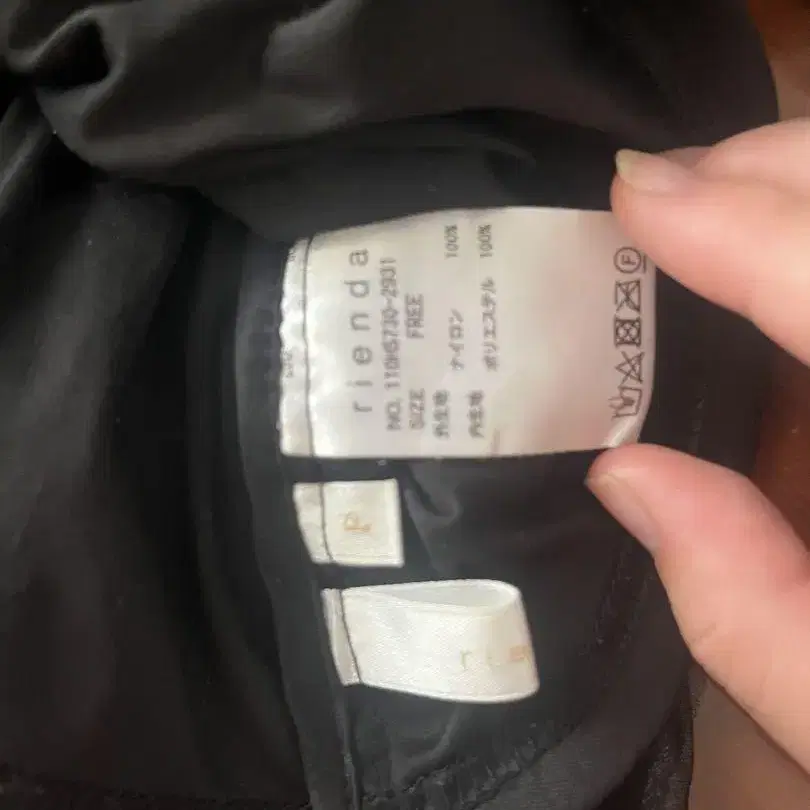 rienda
NO. 110HS730-2931
SIZE FREE
外生地 ナイロン 100%
内生地 ポリエステル 100%
F
F
r i e